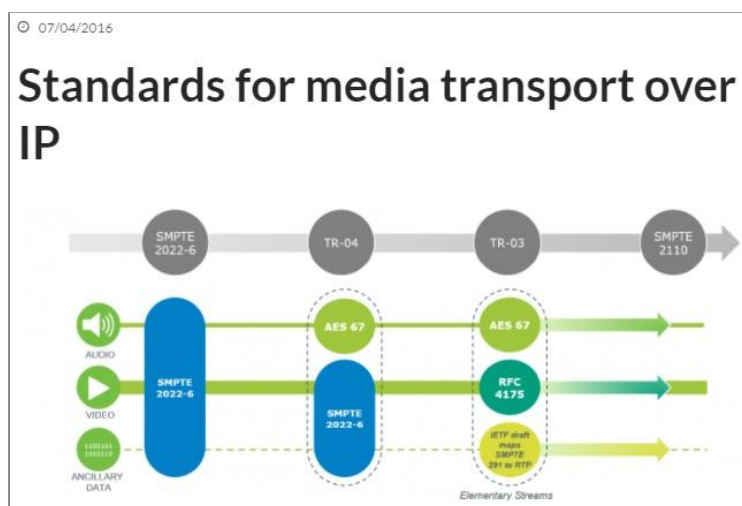 07/04/2016
Standards for media transport over
IP
SMPTE
2022-6
TR-04
TR-03
SMPTE
2110
AUDIO
AES 67
AES 67
VIDEO
SMPTE
2022-6
SMPTE
2022-6
RFC
4175
ANCILLARY
DATA
IETF draft
maps
SMPTE
291 to RTP
Elementary Streams